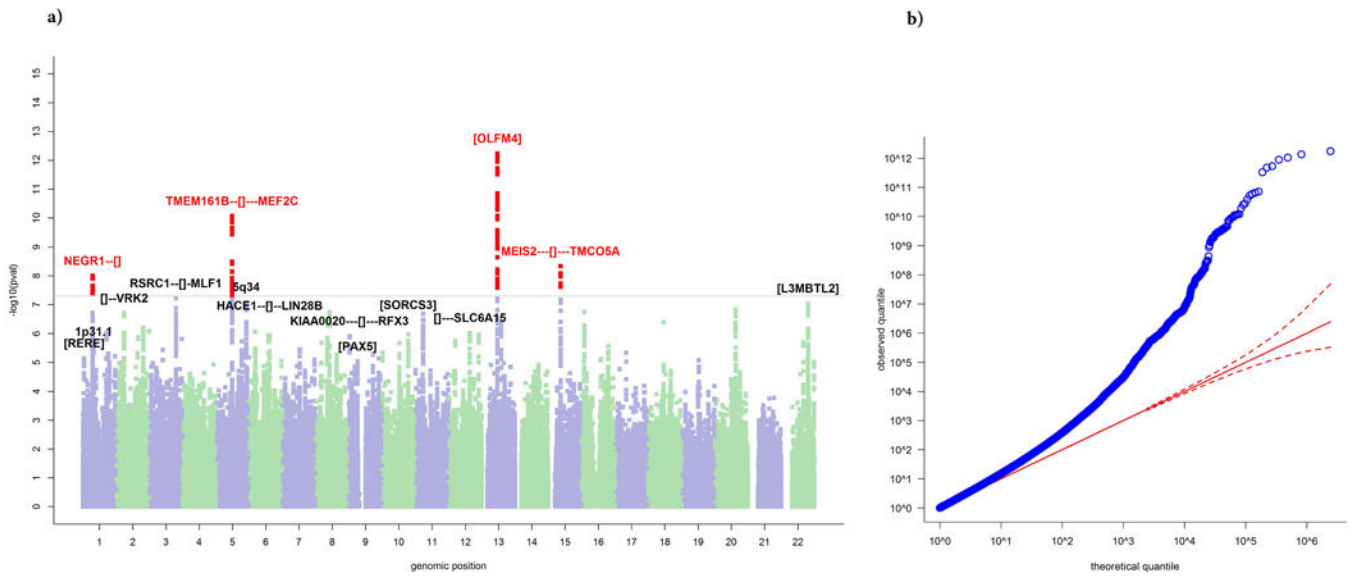 a)
-log10(pval)
15
14
13
12
11
10
9
8
7
6
5
4
3
2
1
0
[OLFM4]
TMEM161B--[]---MEF2C
MEIS2---[]---TMCO5A
NEGR1--[]
RSRC1--[]-MLF1
5q34
[L3MBTL2]
[]--VRK2
HACE1--[]--LIN28B
[SORCS3]
KIAA0020---[]---RFX3
[]---SLC6A15
1p31.1
[RERE]
[PAX5]
1 2 3 4 5 6 7 8 9 10 11 12 13 14 15 16 17 18 19 20 21 22
genomic position
b)
observed quantile
10^12
10^10
10^9
10^8
10^7
10^6
10^5
10^4
10^3
10^2
10^1
10^0
10^0 10^1 10^2 10^3 10^4 10^5 10^6
theoretical quantile